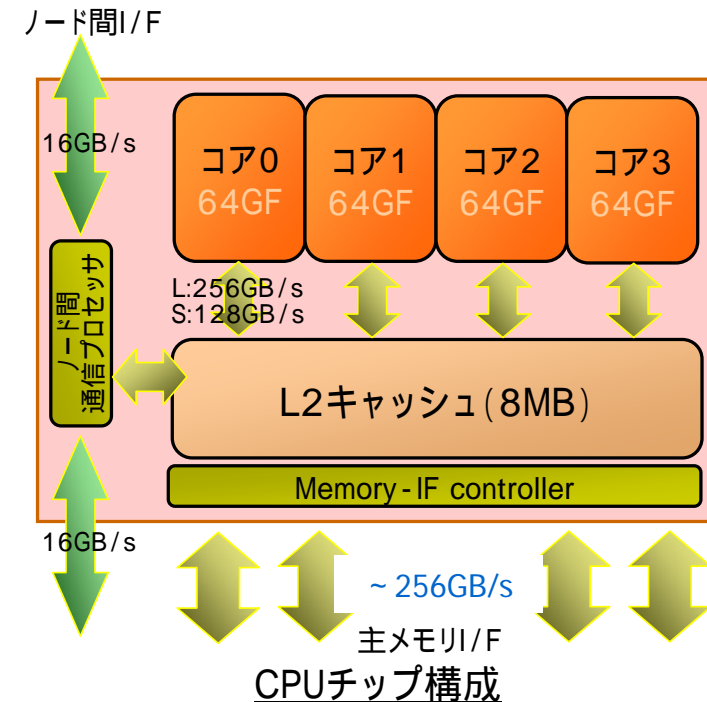 ノード間I/F
16GB/s
コア0
64GF
コア1
64GF
コア2
64GF
コア3
64GF
ノード間
通信プロセッサ
L:256GB/s
S:128GB/s
L2キャッシュ(8MB)
Memory-IF controller
16GB/s
~256GB/s
主メモリI/F
CPUチップ構成